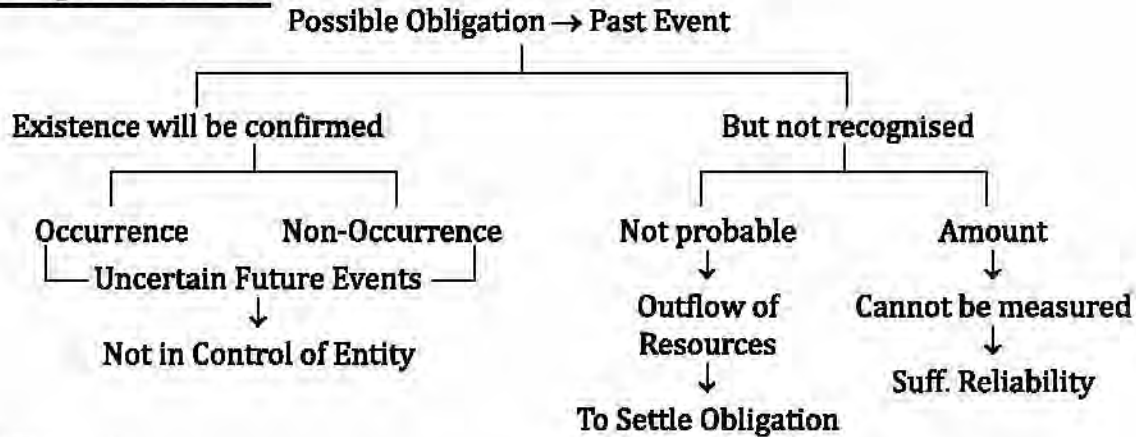 Possible Obligation → Past Event
Existence will be confirmed
But not recognised
Occurrence
Non-Occurrence
Uncertain Future Events
↓
Not in Control of Entity
Not probable
↓
Outflow of
Resources
↓
To Settle Obligation
Amount
↓
Cannot be measured
↓
Suff. Reliability